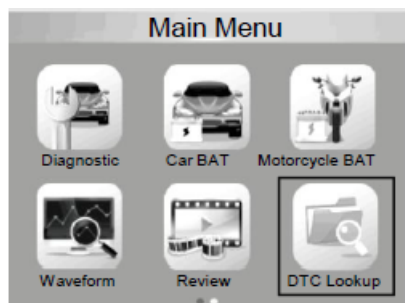 Main Menu
Diagnostic
Car BAT
Motorcycle BAT
Waveform
Review
DTC Lookup